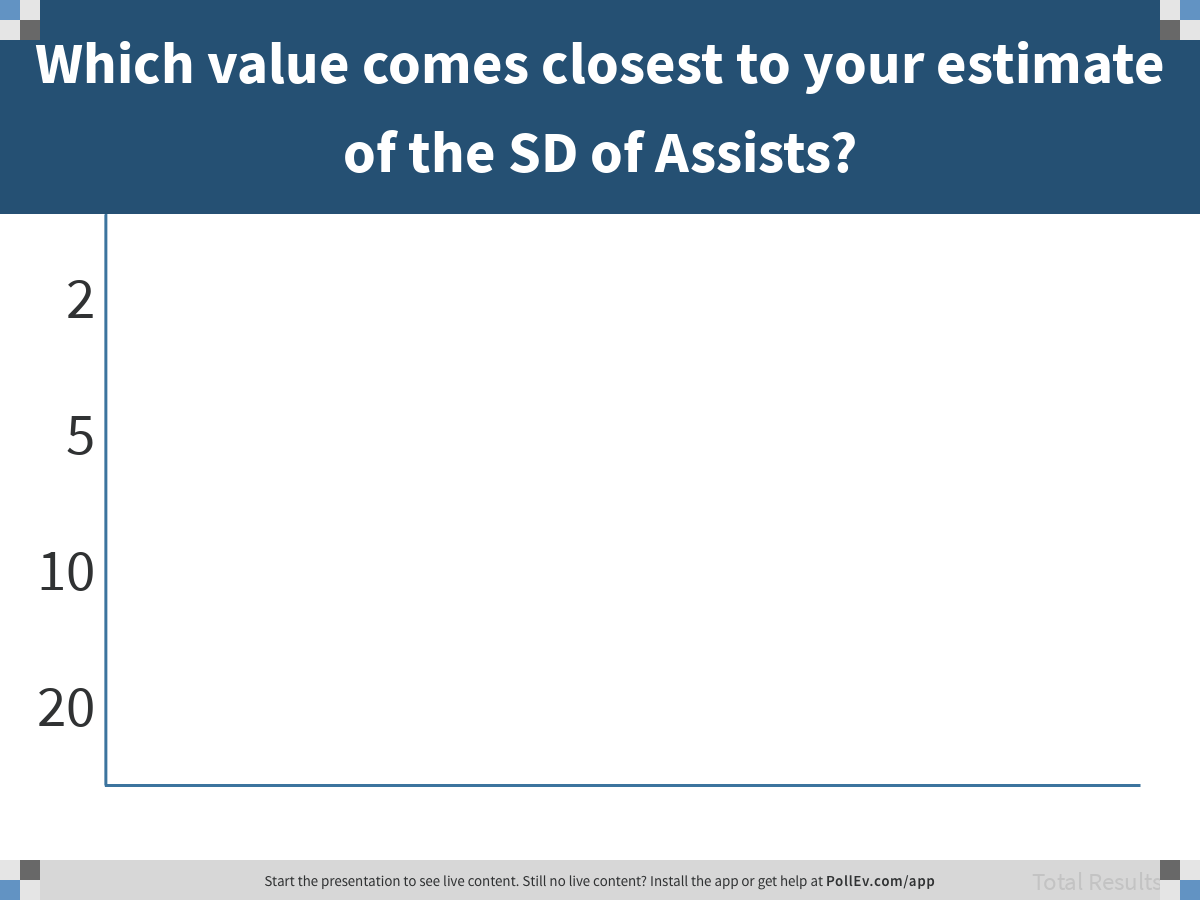 Which value comes closest to your estimate
of the SD of Assists?
2
5
10
20
Start the presentation to see live content. Still no live content? Install the app or get help at PollEv.com/app
Total Results